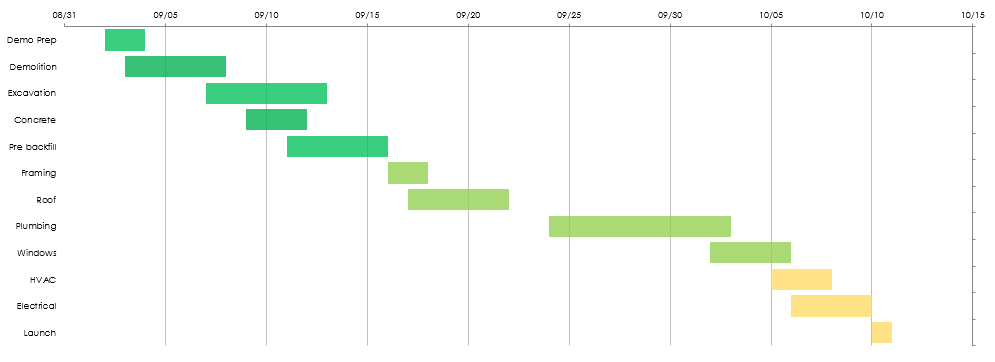 08/31 09/05 09/10 09/15 09/20 09/25 09/30 10/05 10/10 10/15
Demo Prep
Demolition
Excavation
Concrete
Pre backfill
Framing
Roof
Plumbing
Windows
HVAC
Electrical
Launch